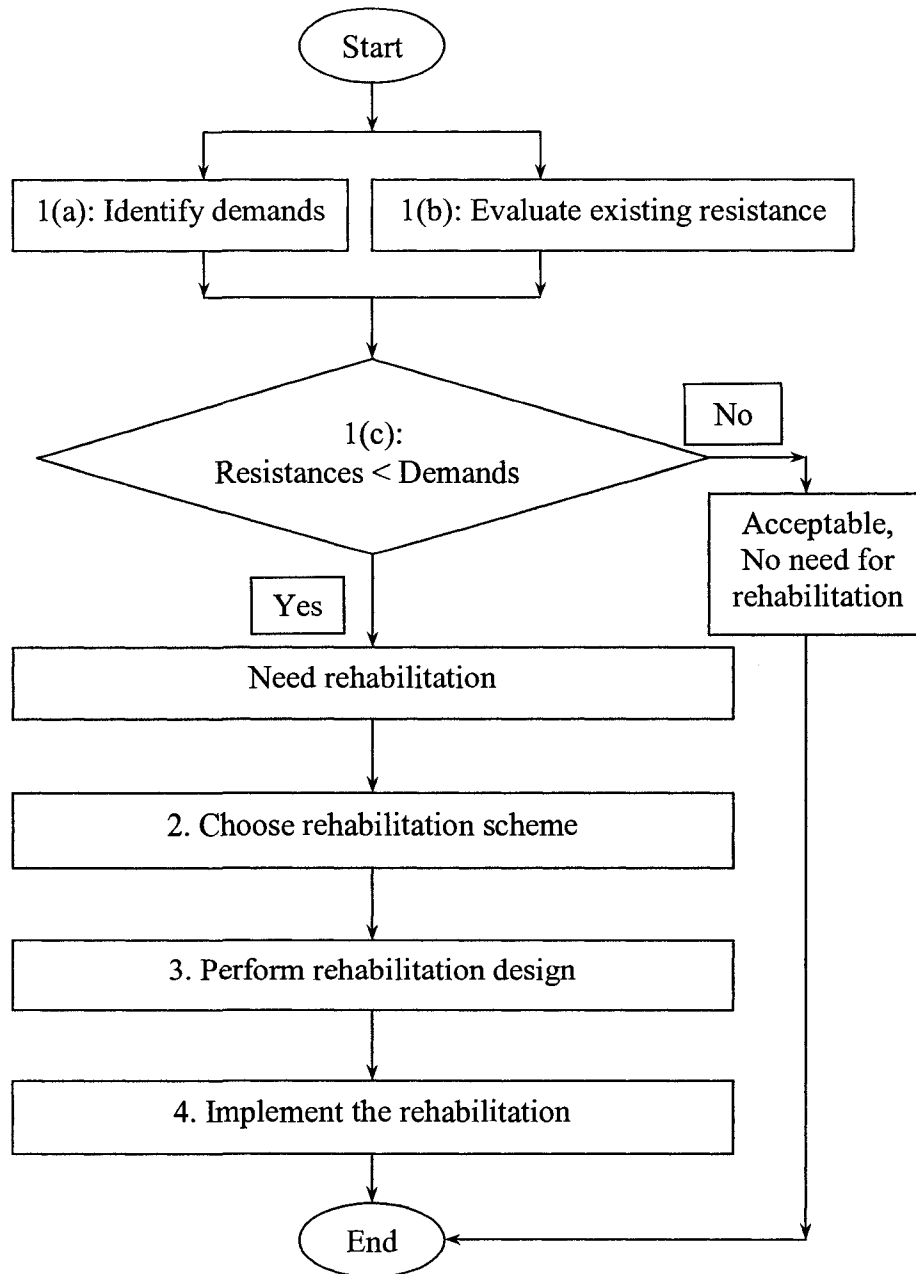 Start
1(a): Identify demands
1(b): Evaluate existing resistance
1(c):
Resistances < Demands
No
Acceptable,
No need for
rehabilitation
Yes
Need rehabilitation
2. Choose rehabilitation scheme
3. Perform rehabilitation design
4. Implement the rehabilitation
End